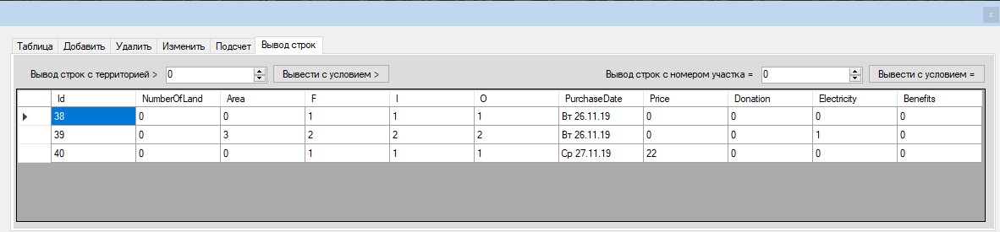 x
Таблица Добавить Удалить Изменить Подсчет Вывод строк
Вывод строк с территорией > 0 Вывести с условием > Вывод строк с номером участка = 0 Вывести с условием =
Id NumberOfLand Area F I O PurchaseDate Price Donation Electricity Benefits
38 0 0 1 1 1 Вт 26.11.19 0 0 0 0
39 0 3 2 2 2 Вт 26.11.19 0 0 1 0
40 0 0 1 1 1 Ср 27.11.19 22 0 0 0